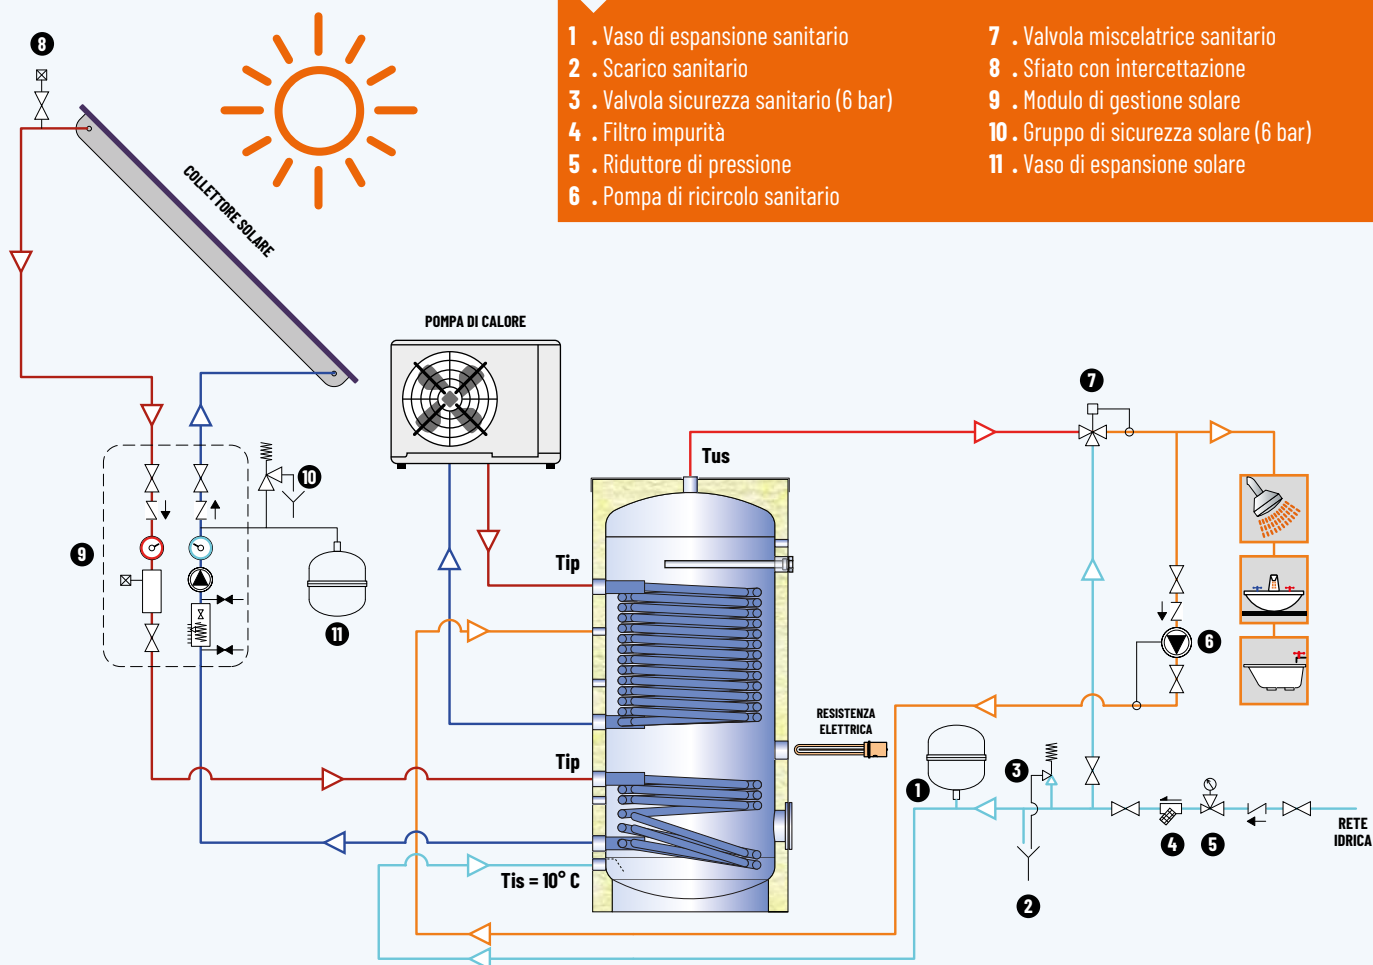 1 . Vaso di espansione sanitario
2 . Scarico sanitario
3 . Valvola sicurezza sanitario (6 bar)
4 . Filtro impurità
5 . Riduttore di pressione
6 . Pompa di ricircolo sanitario
7 . Valvola miscelatrice sanitario
8 . Sfiato con intercettazione
9 . Modulo di gestione solare
10 . Gruppo di sicurezza solare (6 bar)
11 . Vaso di espansione solare
8
COLLETTORE SOLARE
POMPA DI CALORE
7
Tus
10
9
Tip
11
6
RESISTENZA
ELETTRICA
Tip
3
1
4
5
RETE
IDRICA
Tis = 10° C
2